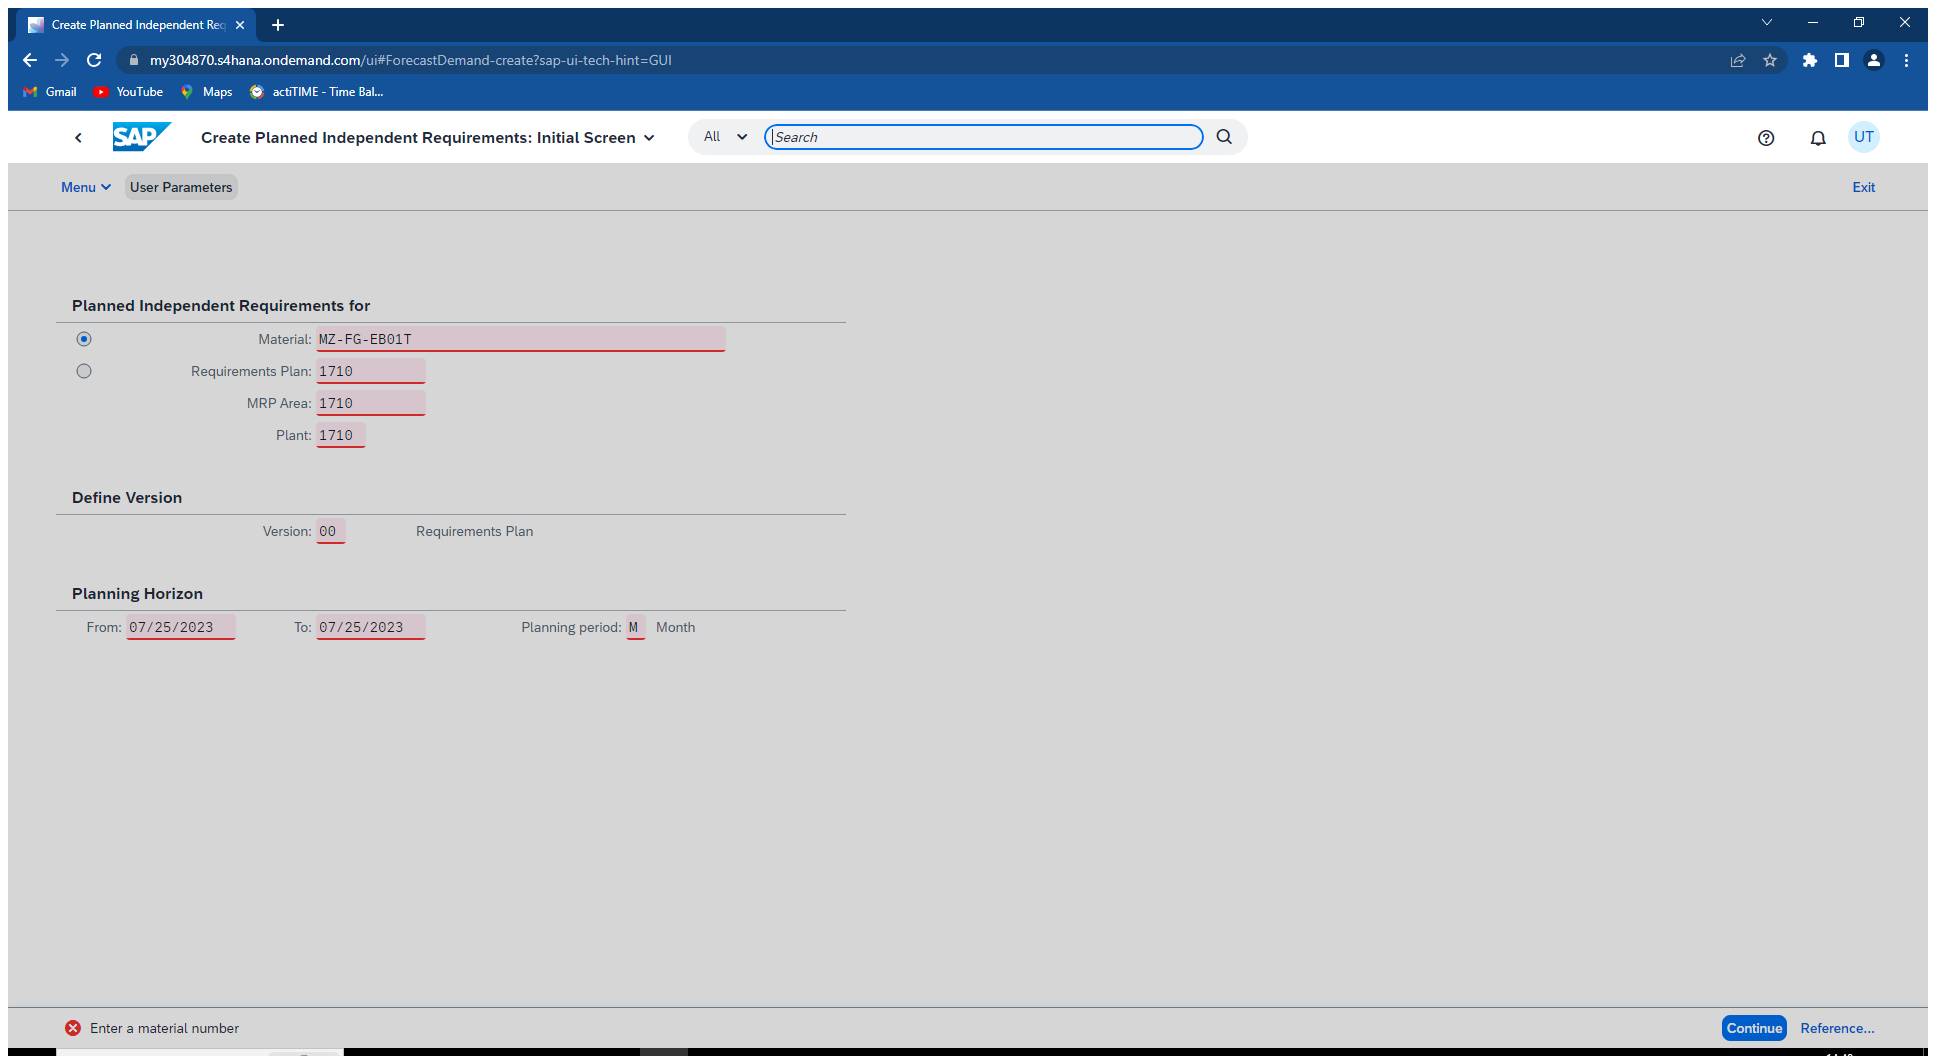 Create Planned Independent Req
my304870.s4hana.ondemand.com/ui#ForecastDemand-create?sap-ui-tech-hint=GUI
Gmail YouTube Maps actiTIME - Time Bal...
SAP Create Planned Independent Requirements: Initial Screen All Search UT
Menu User Parameters Exit
Planned Independent Requirements for
Material: MZ-FG-EB01T
Requirements Plan: 1710
MRP Area: 1710
Plant: 1710
Define Version
Version: 00 Requirements Plan
Planning Horizon
From: 07/25/2023 To: 07/25/2023 Planning period: M Month
Enter a material number Continue Reference...